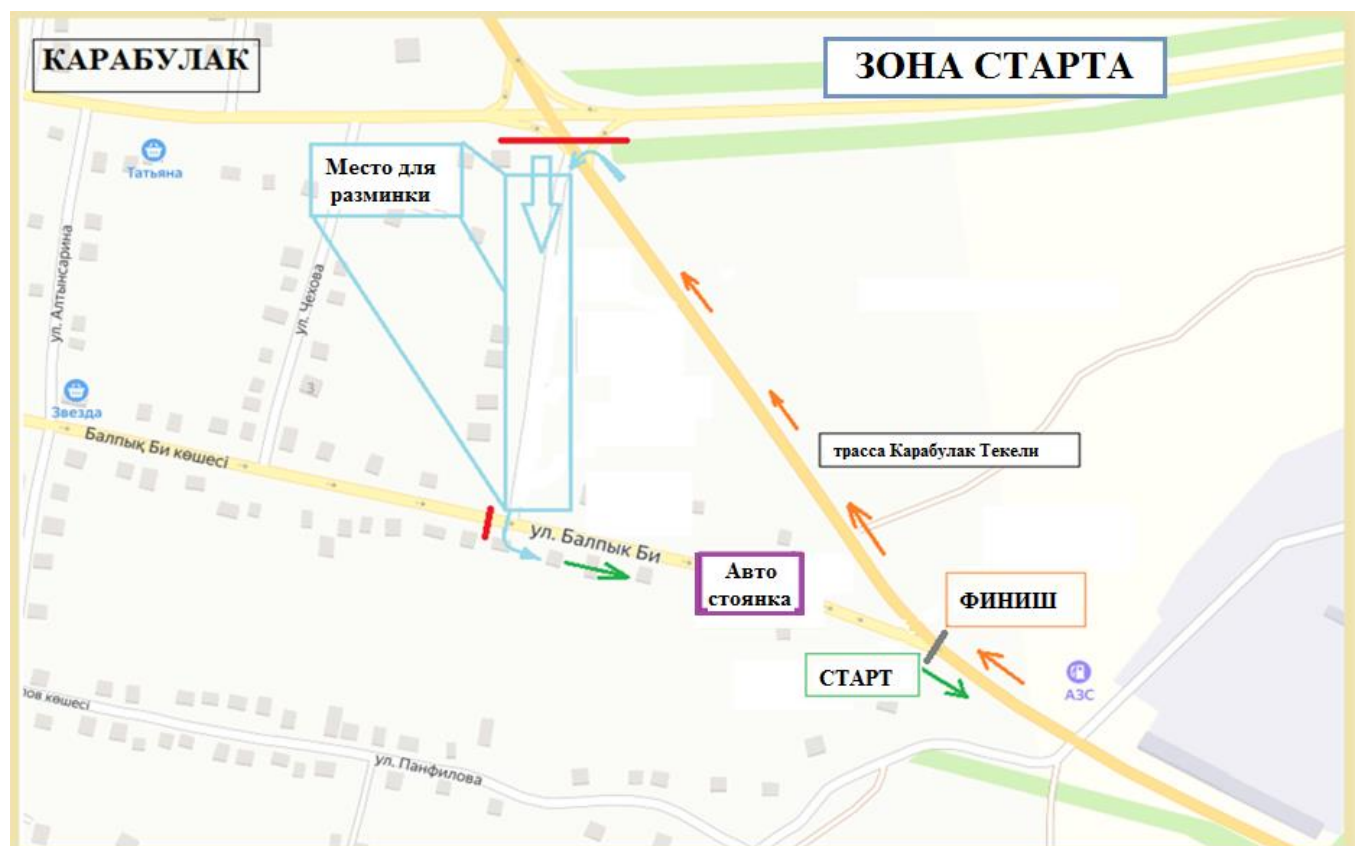 КАРАБУЛАК
ЗОНА СТАРТА
Татьяна
Место для
разминки
ул. Алтынсарина
ул. Чехова
3
Звезда
Балпық Би көшесі
трасса Карабулак Текели
ул. Балпык Би
Авто
стоянка
ФИНИШ
СТАРТ
АЗС
ов көшесі
ул. Панфилова